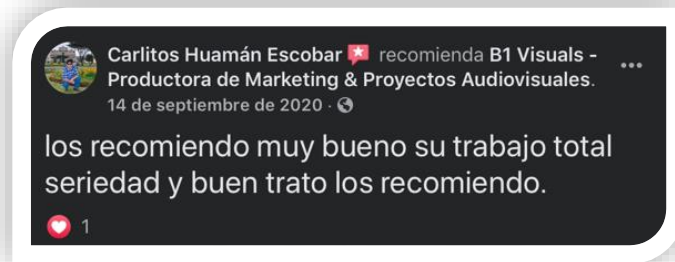 Carlitos Huamán Escobar recomienda B1 Visuals -
Productora de Marketing & Proyectos Audiovisuales.
14 de septiembre de 2020 ·
los recomiendo muy bueno su trabajo total
seriedad y buen trato los recomiendo.
1